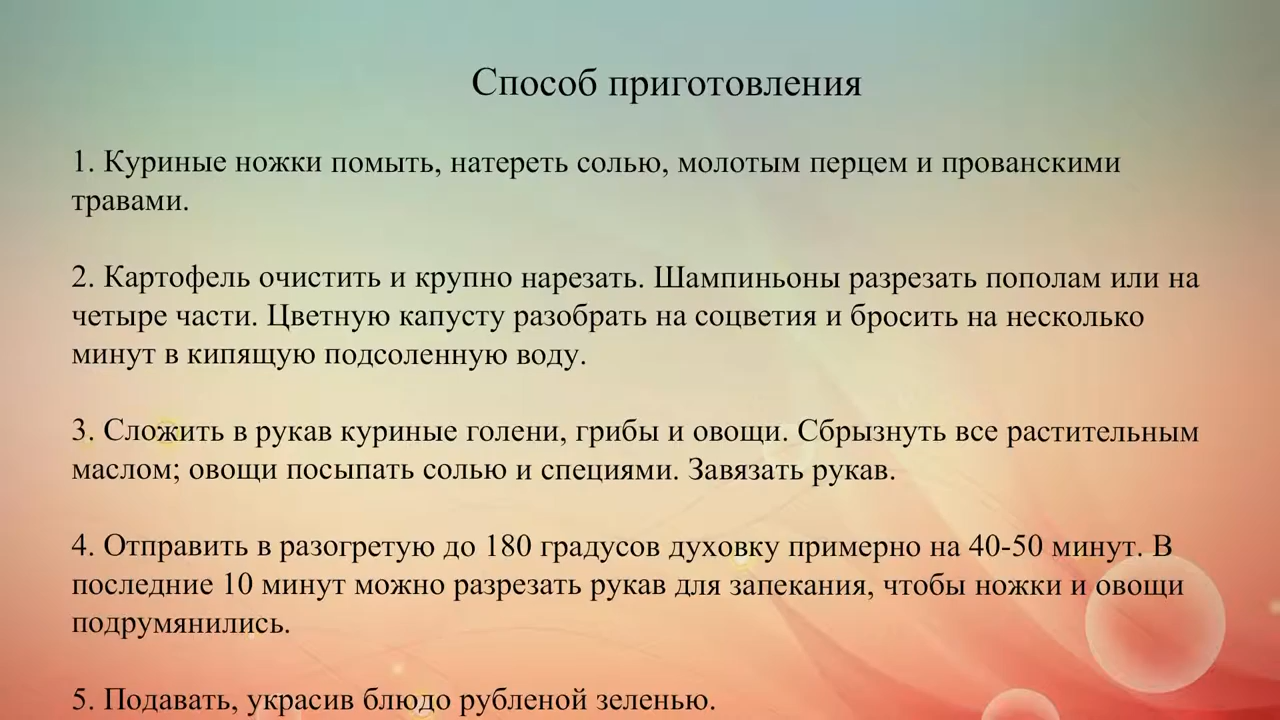 Способ приготовления
1. Куриные ножки помыть, натереть солью, молотым перцем и прованскими
травами.
2. Картофель очистить и крупно нарезать. Шампиньоны разрезать пополам или на
четыре части. Цветную капусту разобрать на соцветия и бросить на несколько
минут в кипящую подсоленную воду.
3. Сложить в рукав куриные голени, грибы и овощи. Сбрызнуть все растительным
маслом; овощи посыпать солью и специями. Завязать рукав.
4. Отправить в разогретую до 180 градусов духовку примерно на 40-50 минут. В
последние 10 минут можно разрезать рукав для запекания, чтобы ножки и овощи
подрумянились.
5. Подавать, украсив блюдо рубленой зеленью.